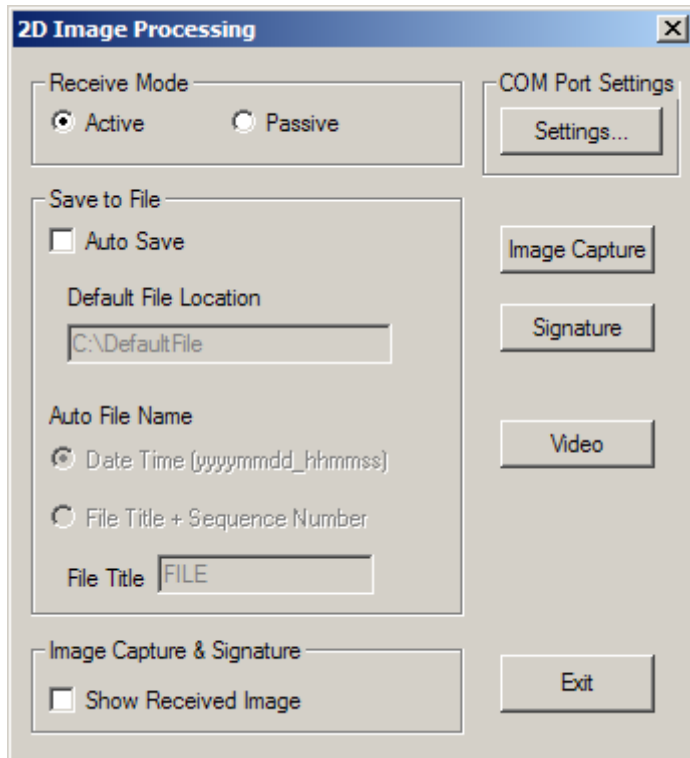 2D Image Processing
Receive Mode
Active
Passive
COM Port Settings
Settings...
Save to File
Auto Save
Default File Location
C:\DefaultFile
Auto File Name
Date Time (yyyymmdd_hhmmss)
File Title + Sequence Number
File Title
FILE
Image Capture
Signature
Video
Image Capture & Signature
Show Received Image
Exit